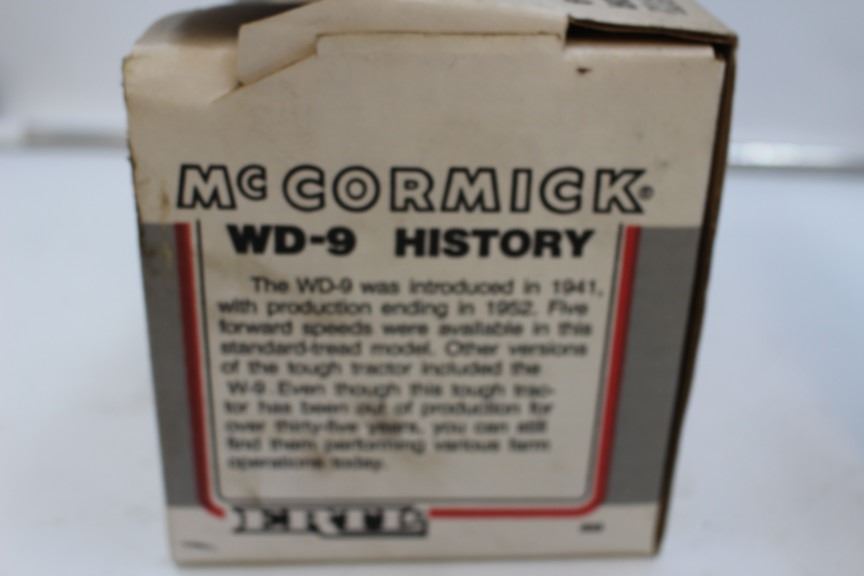 McCORMICK®
WD-9 HISTORY
The WD-9 was introduced in 1941,
with production ending in 1952. Five
forward speeds were available in this
standard-tread model. Other versions
of the tough tractor included the
W-9. Even though this tough trac-
tor has been out of production for
over thirty-five years, you can still
find them performing various farm
operations today.
ERTL